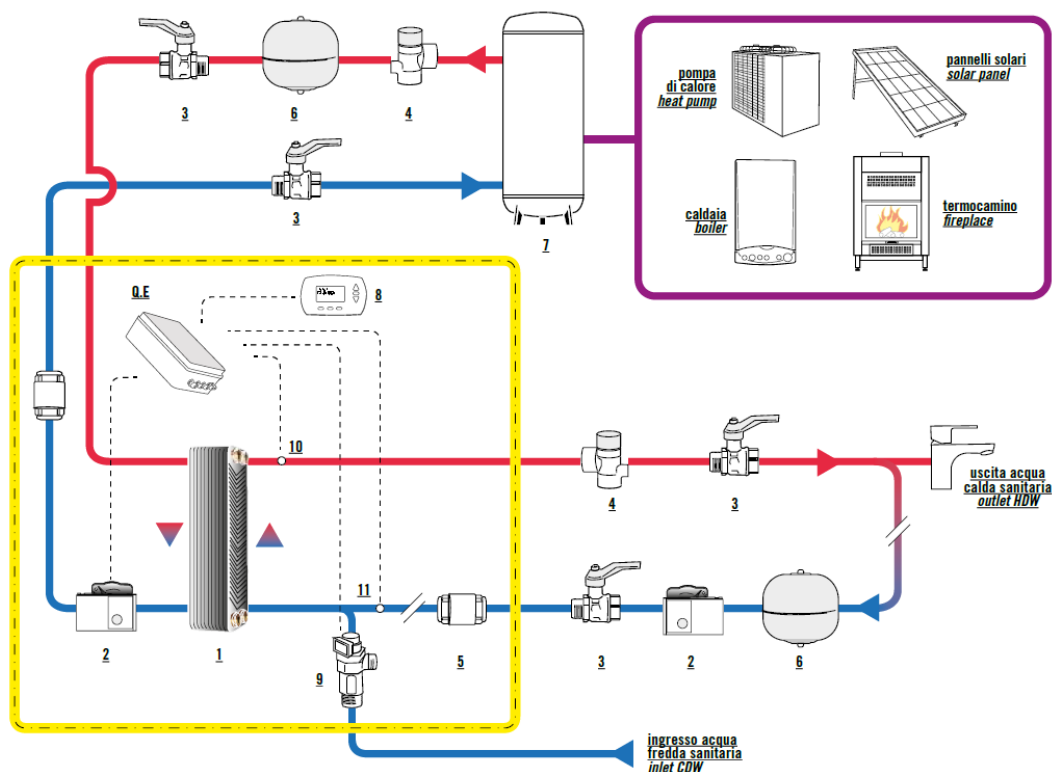 pompa
di calore
heat pump
pannelli solari
solar panel
3
6
4
3
caldaia
boiler
termocamino
fireplace
7
Q.E
8
10
4
3
uscita acqua
calda sanitaria
outlet HDW
11
2
1
9
5
3
2
6
ingresso acqua
fredda sanitaria
inlet CDW